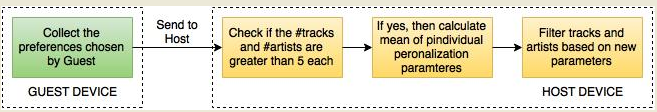 Collect the
preferences chosen
by Guest
GUEST DEVICE
Send to
Host
Check if the #tracks
and #artists are
greater than 5 each
If yes, then calculate
mean of pindividual
peronalization
paramteres
Filter tracks and
artists based on new
parameters
HOST DEVICE